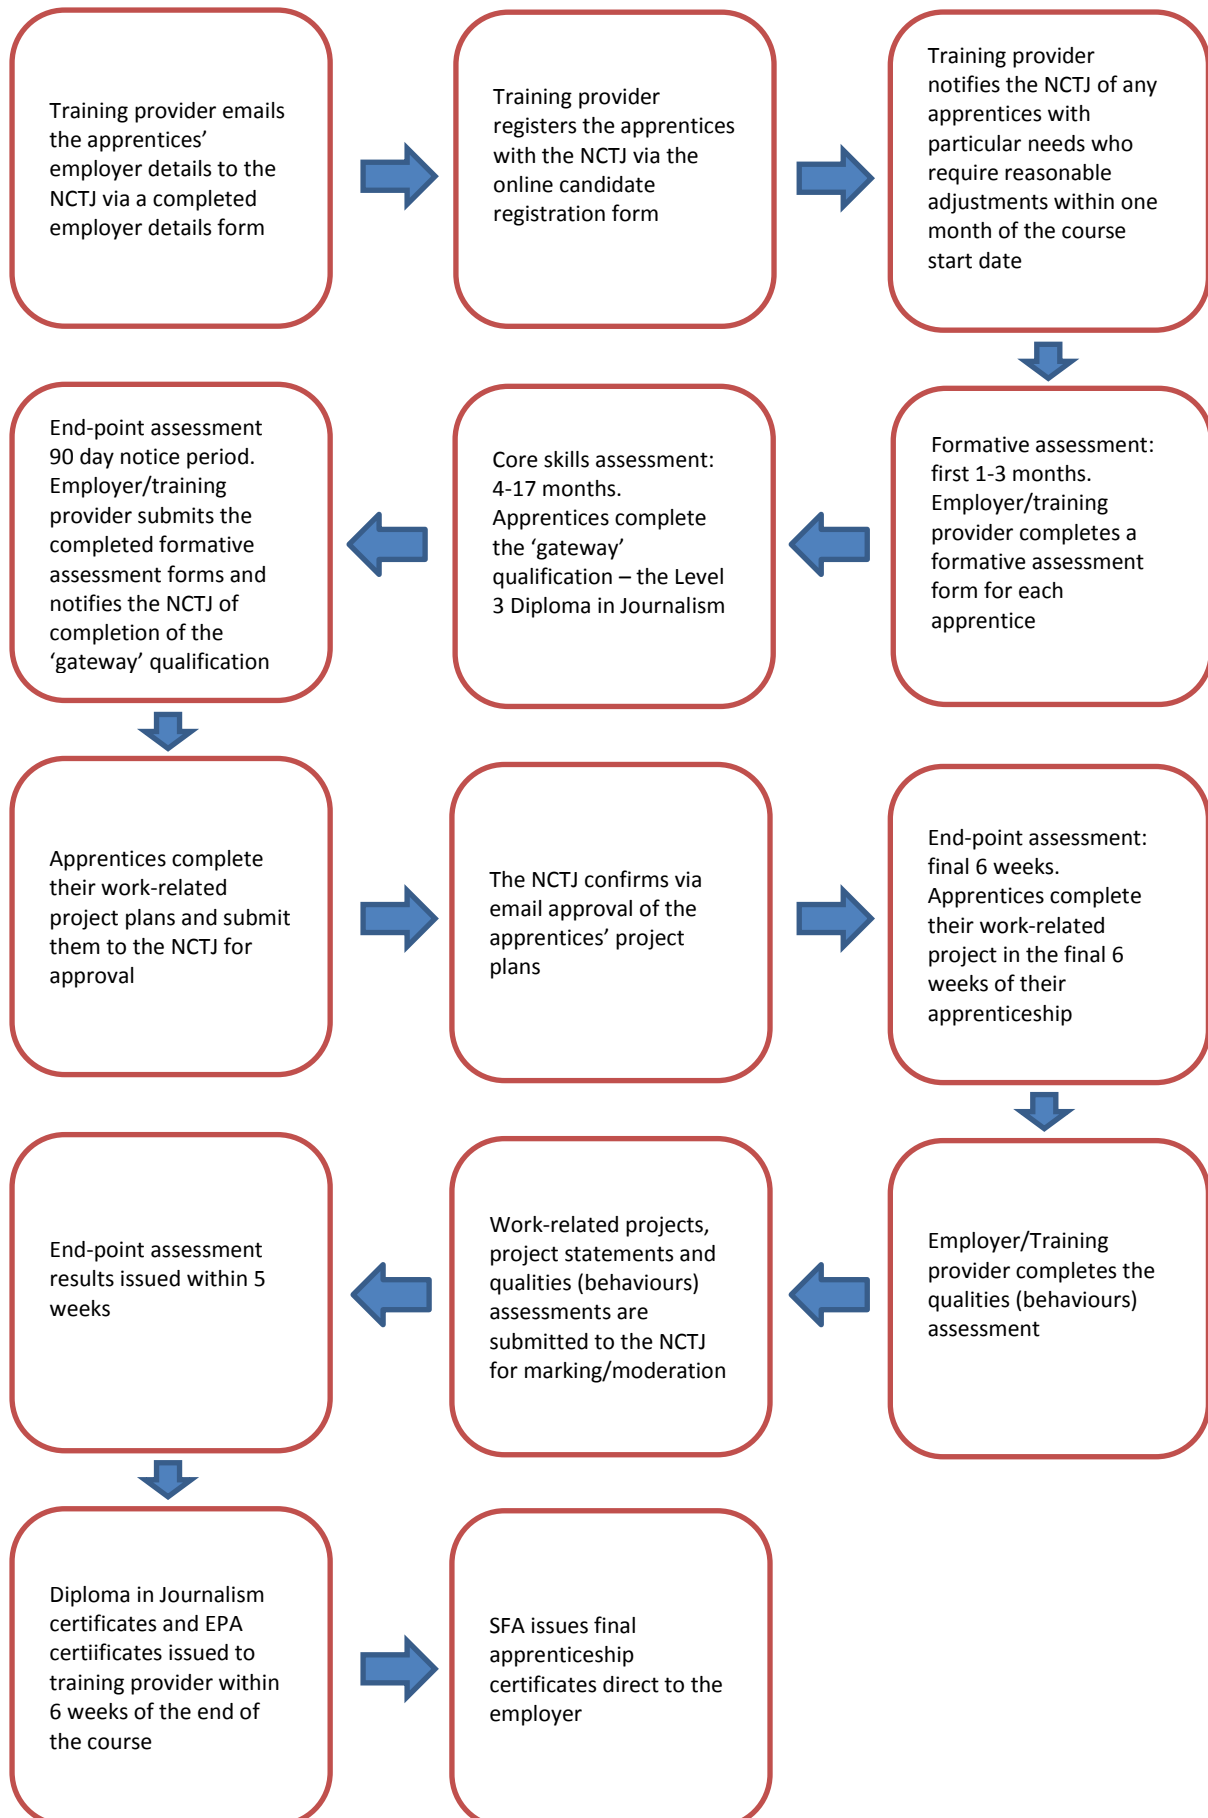 Training provider emails
the apprentices’
employer details to the
NCTJ via a completed
employer details form
Training provider
registers the apprentices
with the NCTJ via the
online candidate
registration form
Training provider
notifies the NCTJ of any
apprentices with
particular needs who
require reasonable
adjustments within one
month of the course
start date
Formative assessment:
first 1-3 months.
Employer/training
provider completes a
formative assessment
form for each
apprentice
Core skills assessment:
4-17 months.
Apprentices complete
the ‘gateway’
qualification – the Level
3 Diploma in Journalism
End-point assessment
90 day notice period.
Employer/training
provider submits the
completed formative
assessment forms and
notifies the NCTJ of
completion of the
‘gateway’ qualification
Apprentices complete
their work-related
project plans and submit
them to the NCTJ for
approval
The NCTJ confirms via
email approval of the
apprentices’ project
plans
End-point assessment:
final 6 weeks.
Apprentices complete
their work-related
project in the final 6
weeks of their
apprenticeship
Employer/Training
provider completes the
qualities (behaviours)
assessment
Work-related projects,
project statements and
qualities (behaviours)
assessments are
submitted to the NCTJ
for marking/moderation
End-point assessment
results issued within 5
weeks
Diploma in Journalism
certificates and EPA
certiificates issued to
training provider within
6 weeks of the end of
the course
SFA issues final
apprenticeship
certificates direct to the
employer